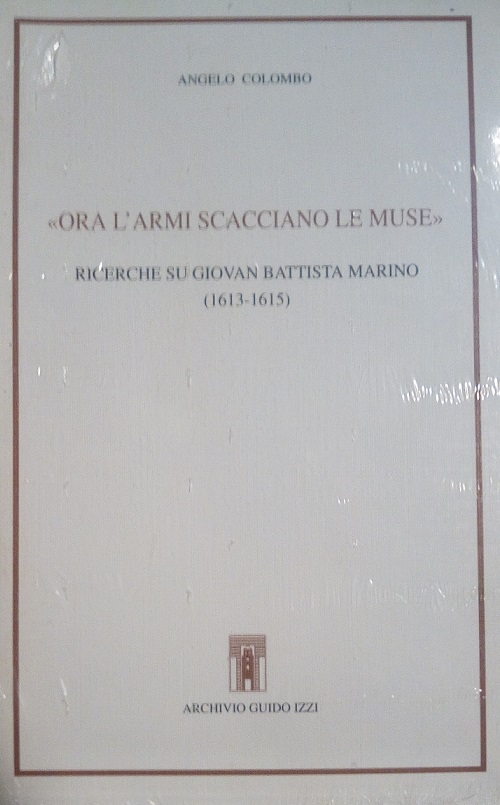 ANGELO COLOMBO
«ORA L'ARMI SCACCIANO LE MUSE»
RICERCHE SU GIOVAN BATTISTA MARINO
(1613-1615)
ARCHIVIO GUIDO IZZI